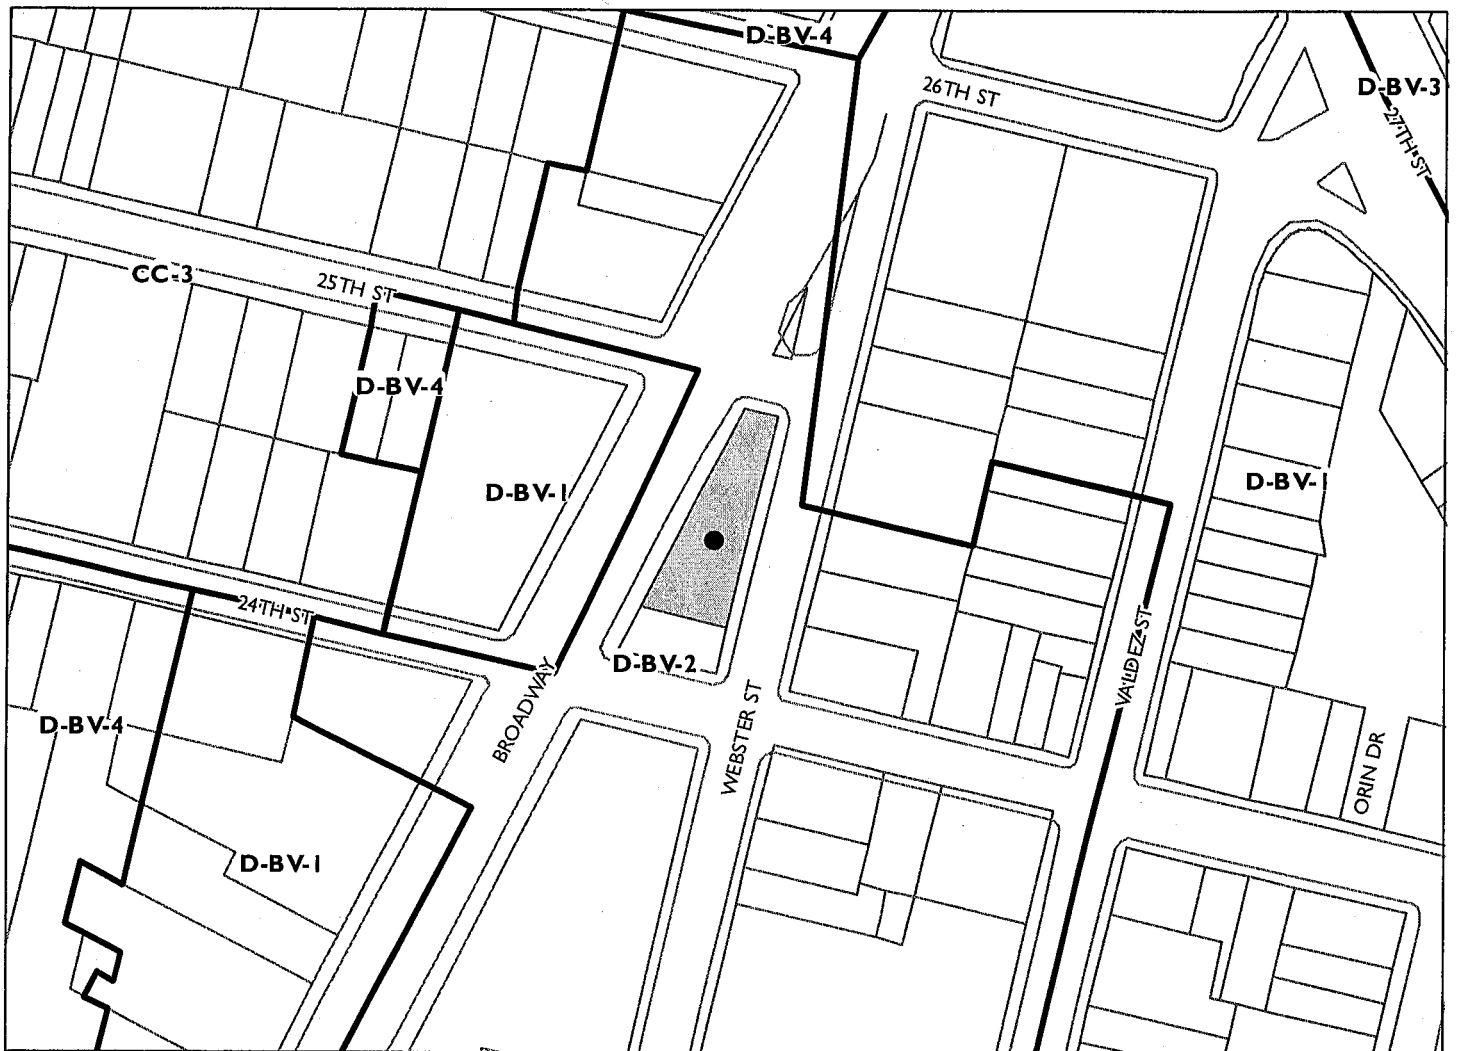 D-BV-4
26TH ST
D-BV-3
27TH ST
CC-3
25TH ST
D-BV-4
D-BV-1
D-BV-1
24TH ST
D-BV-2
VALDEZ ST
BROADWAY
WEBSTER ST
D-BV-4
ORIN DR
D-BV-1